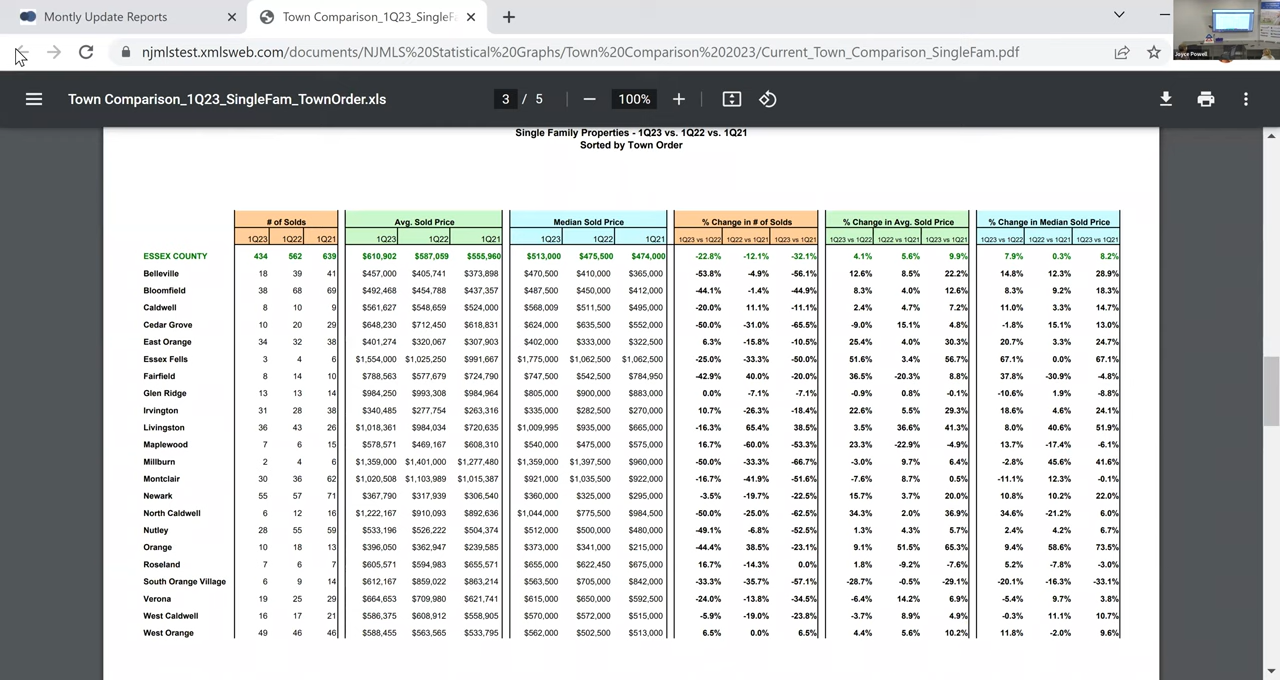 Montly Update Reports
Town Comparison_1Q23_SingleF
njmlstest.xmlsweb.com/documents/NJMLS%20Statistical%20Graphs/Town%20Comparison%202023/Current_Town_Comparison_SingleFam.pdf
Joyce Powell
Town Comparison_1Q23_SingleFam_TownOrder.xls
3 / 5
100%
Single Family Properties - 1Q23 vs. 1Q22 vs. 1Q21
Sorted by Town Order
# of Solds Avg. Sold Price Median Sold Price % Change in # of Solds % Change in Avg. Sold Price % Change in Median Sold Price
1Q23 1Q22 1Q21 1Q23 1Q22 1Q21 1Q23 1Q22 1Q21 1Q23 vs 1Q22 1Q22 vs 1Q21 1Q23 vs 1Q21 1Q23 vs 1Q22 1Q22 vs 1Q21 1Q23 vs 1Q21 1Q23 vs 1Q22 1Q22 vs 1Q21 1Q23 vs 1Q21
ESSEX COUNTY 434 562 639 $610,902 $587,059 $555,960 $513,000 $475,500 $474,000 -22.8% -12.1% -32.1% 4.1% 5.6% 9.9% 7.9% 0.3% 8.2%
Belleville 18 39 41 $457,000 $405,741 $373,898 $470,500 $410,000 $365,000 -53.8% -4.9% -56.1% 12.6% 8.5% 22.2% 14.8% 12.3% 28.9%
Bloomfield 38 68 69 $492,468 $454,788 $437,357 $487,500 $450,000 $412,000 -44.1% -1.4% -44.9% 8.3% 4.0% 12.6% 8.3% 9.2% 18.3%
Caldwell 8 10 9 $561,627 $548,659 $524,000 $568,009 $511,500 $495,000 -20.0% 11.1% -11.1% 2.4% 4.7% 7.2% 11.0% 3.3% 14.7%
Cedar Grove 10 20 29 $648,230 $712,450 $618,831 $624,000 $635,500 $552,000 -50.0% -31.0% -65.5% -9.0% 15.1% 4.8% -1.8% 15.1% 13.0%
East Orange 34 32 38 $401,274 $320,067 $307,903 $402,000 $333,000 $322,500 6.3% -15.8% -10.5% 25.4% 4.0% 30.3% 20.7% 3.3% 24.7%
Essex Fells 3 4 6 $1,554,000 $1,025,250 $991,667 $1,775,000 $1,062,500 $1,062,500 -25.0% -33.3% -50.0% 51.6% 3.4% 56.7% 67.1% 0.0% 67.1%
Fairfield 8 14 10 $788,563 $577,679 $724,790 $747,500 $542,500 $784,950 -42.9% 40.0% -20.0% 36.5% -20.3% 8.8% 37.8% -30.9% -4.8%
Glen Ridge 13 13 14 $984,250 $993,308 $984,964 $805,000 $900,000 $883,000 0.0% -7.1% -7.1% -0.9% 0.8% -0.1% -10.6% 1.9% -8.8%
Irvington 31 28 38 $340,485 $277,754 $263,316 $335,000 $282,500 $270,000 10.7% -26.3% -18.4% 22.6% 5.5% 29.3% 18.6% 4.6% 24.1%
Livingston 36 43 26 $1,018,361 $984,034 $720,635 $1,009,995 $935,000 $665,000 -16.3% 65.4% 38.5% 3.5% 36.6% 41.3% 8.0% 40.6% 51.9%
Maplewood 7 6 15 $578,571 $469,167 $608,310 $540,000 $475,000 $575,000 16.7% -60.0% -53.3% 23.3% -22.9% -4.9% 13.7% -17.4% -6.1%
Millburn 2 4 6 $1,359,000 $1,401,000 $1,277,480 $1,359,000 $1,397,500 $960,000 -50.0% -33.3% -66.7% -3.0% 9.7% 6.4% -2.8% 45.6% 41.6%
Montclair 30 36 62 $1,020,508 $1,103,989 $1,015,387 $921,000 $1,035,500 $922,000 -16.7% -41.9% -51.6% -7.6% 8.7% 0.5% -11.1% 12.3% -0.1%
Newark 55 57 71 $367,790 $317,939 $306,540 $360,000 $325,000 $295,000 -3.5% -19.7% -22.5% 15.7% 3.7% 20.0% 10.8% 10.2% 22.0%
North Caldwell 6 12 16 $1,222,167 $910,093 $892,636 $1,044,000 $775,500 $984,500 -50.0% -25.0% -62.5% 34.3% 2.0% 36.9% 34.6% -21.2% 6.0%
Nutley 28 55 59 $533,196 $526,222 $504,374 $512,000 $500,000 $480,000 -49.1% -6.8% -52.5% 1.3% 4.3% 5.7% 2.4% 4.2% 6.7%
Orange 10 18 13 $396,050 $362,947 $239,585 $373,000 $341,000 $215,000 -44.4% 38.5% -23.1% 9.1% 51.5% 65.3% 9.4% 58.6% 73.5%
Roseland 7 6 7 $605,571 $594,983 $655,571 $655,000 $622,450 $675,000 16.7% -14.3% 0.0% 1.8% -9.2% -7.6% 5.2% -7.8% -3.0%
South Orange Village 6 9 14 $612,167 $859,022 $863,214 $563,500 $705,000 $842,000 -33.3% -35.7% -57.1% -28.7% -0.5% -29.1% -20.1% -16.3% -33.1%
Verona 19 25 29 $664,653 $709,980 $621,741 $615,000 $650,000 $592,500 -24.0% -13.8% -34.5% -6.4% 14.2% 6.9% -5.4% 9.7% 3.8%
West Caldwell 16 17 21 $586,375 $608,912 $558,905 $570,000 $572,000 $515,000 -5.9% -19.0% -23.8% -3.7% 8.9% 4.9% -0.3% 11.1% 10.7%
West Orange 49 46 46 $588,455 $563,565 $533,795 $562,000 $502,500 $513,000 6.5% 0.0% 6.5% 4.4% 5.6% 10.2% 11.8% -2.0% 9.6%